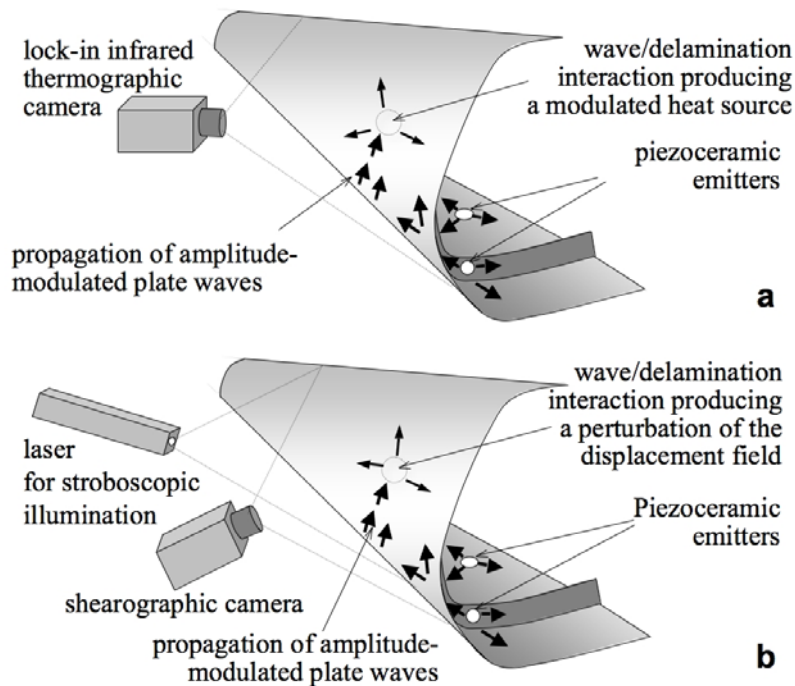 lock-in infrared
thermographic
camera
wave/delamination
interaction producing
a modulated heat source
piezoceramic
emitters
propagation of amplitude-
modulated plate waves
a
wave/delamination
interaction producing
a perturbation of the
displacement field
laser
for stroboscopic
illumination
Piezoceramic
emitters
shearographic camera
propagation of amplitude-
modulated plate waves
b